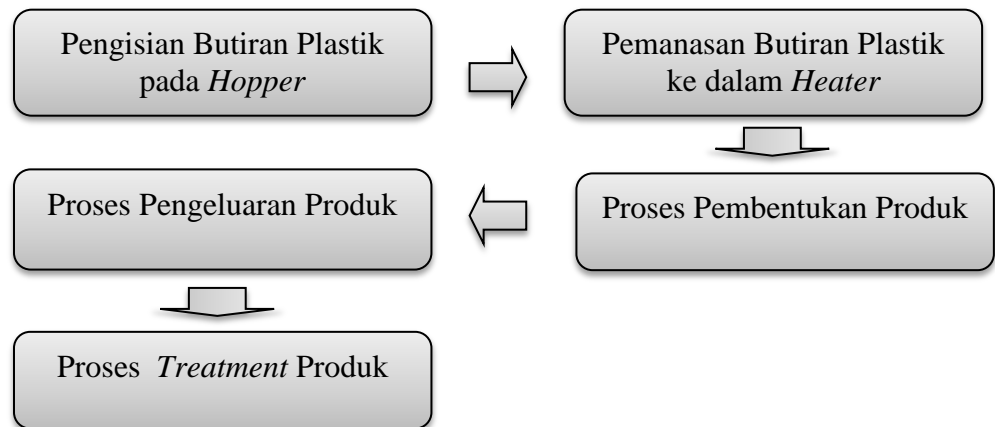 Pengisian Butiran Plastik
pada Hopper
Pemanasan Butiran Plastik
ke dalam Heater
Proses Pembentukan Produk
Proses Pengeluaran Produk
Proses Treatment Produk